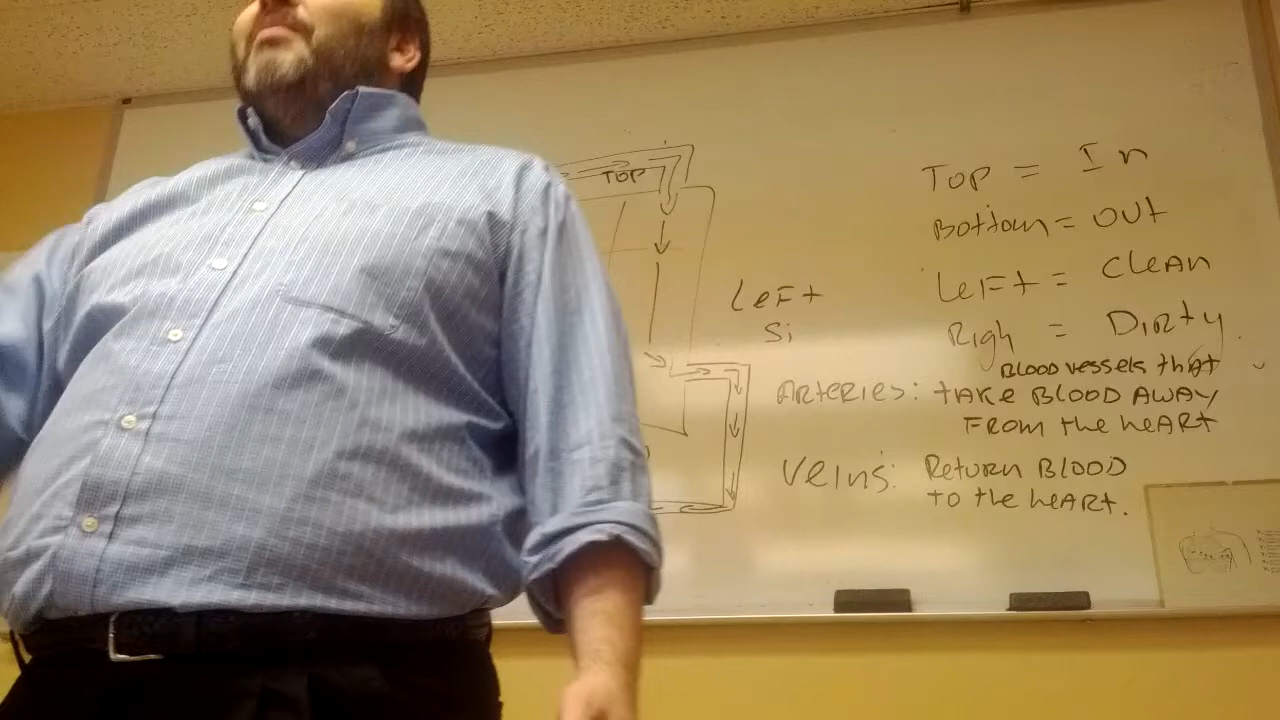 TOP
LEFT
Si
TOP = In
Bottom = OUT
LEFT = CLEAN
Righ = DIRTY
BLOOD VESSELS THAT
ARTERIES: TAKE BLOOD AWAY
FROM the HEART
VEINS: RETURN BLOOD
TO the HEART.